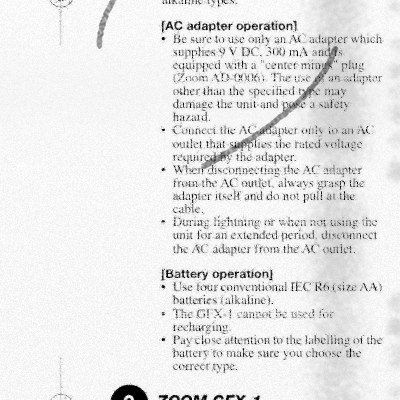 alkaline types.
[AC adapter operation]
• Be sure to use only an AC adapter which
supplies 9 V DC, 300 mA and is
equipped with a "center minus" plug
(Zoom AD-0006). The use of an adapter
other than the specified type may
damage the unit and pose a safety
hazard.
• Connect the AC adapter only to an AC
outlet that supplies the rated voltage
required by the adapter.
• When disconnecting the AC adapter
from the AC outlet, always grasp the
adapter itself and do not pull at the
cable.
• During lightning or when not using the
unit for an extended period, disconnect
the AC adapter from the AC outlet.
[Battery operation]
• Use four conventional IEC R6 (size AA)
batteries (alkaline).
• The GFX-1 cannot be used for
recharging.
• Pay close attention to the labelling of the
battery to make sure you choose the
correct type.
2 ZOOM GFX-1